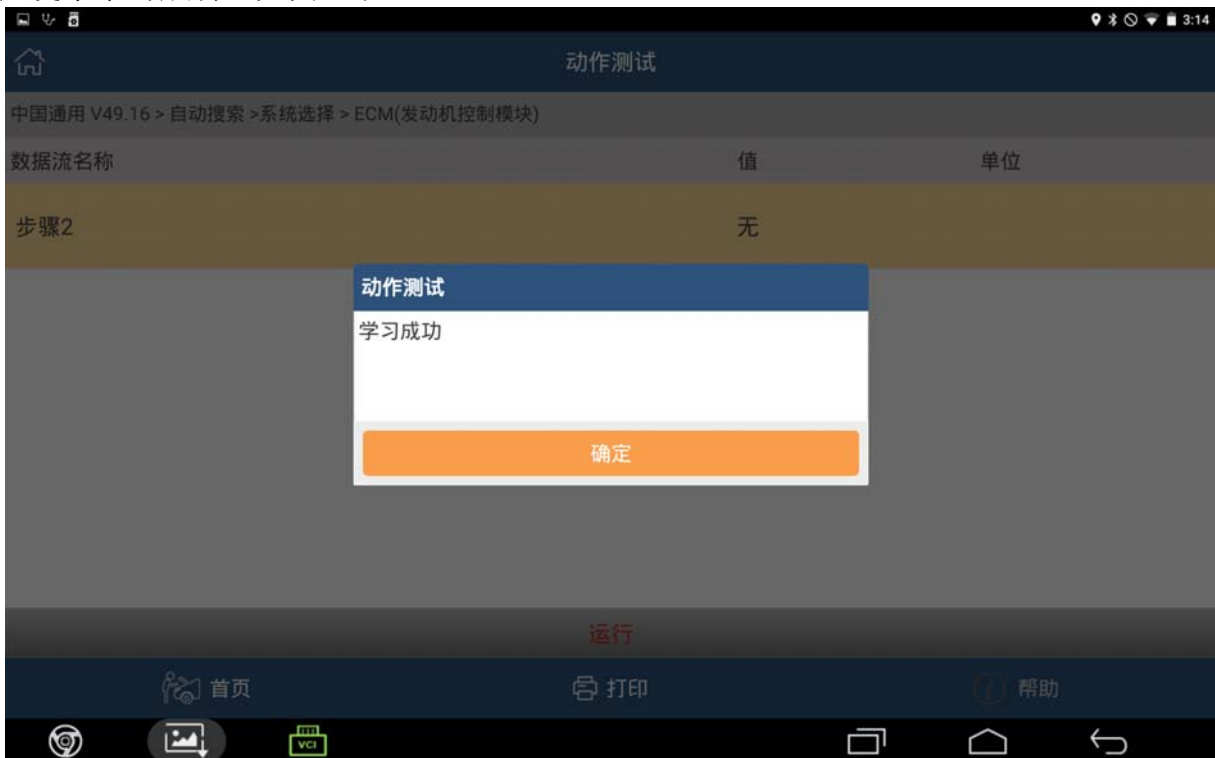 3:14
动作测试
中国通用 V49.16 > 自动搜索 >系统选择 > ECM(发动机控制模块)
数据流名称 值 单位
步骤2 无
动作测试
学习成功
确定
运行
首页 打印 帮助
VCI